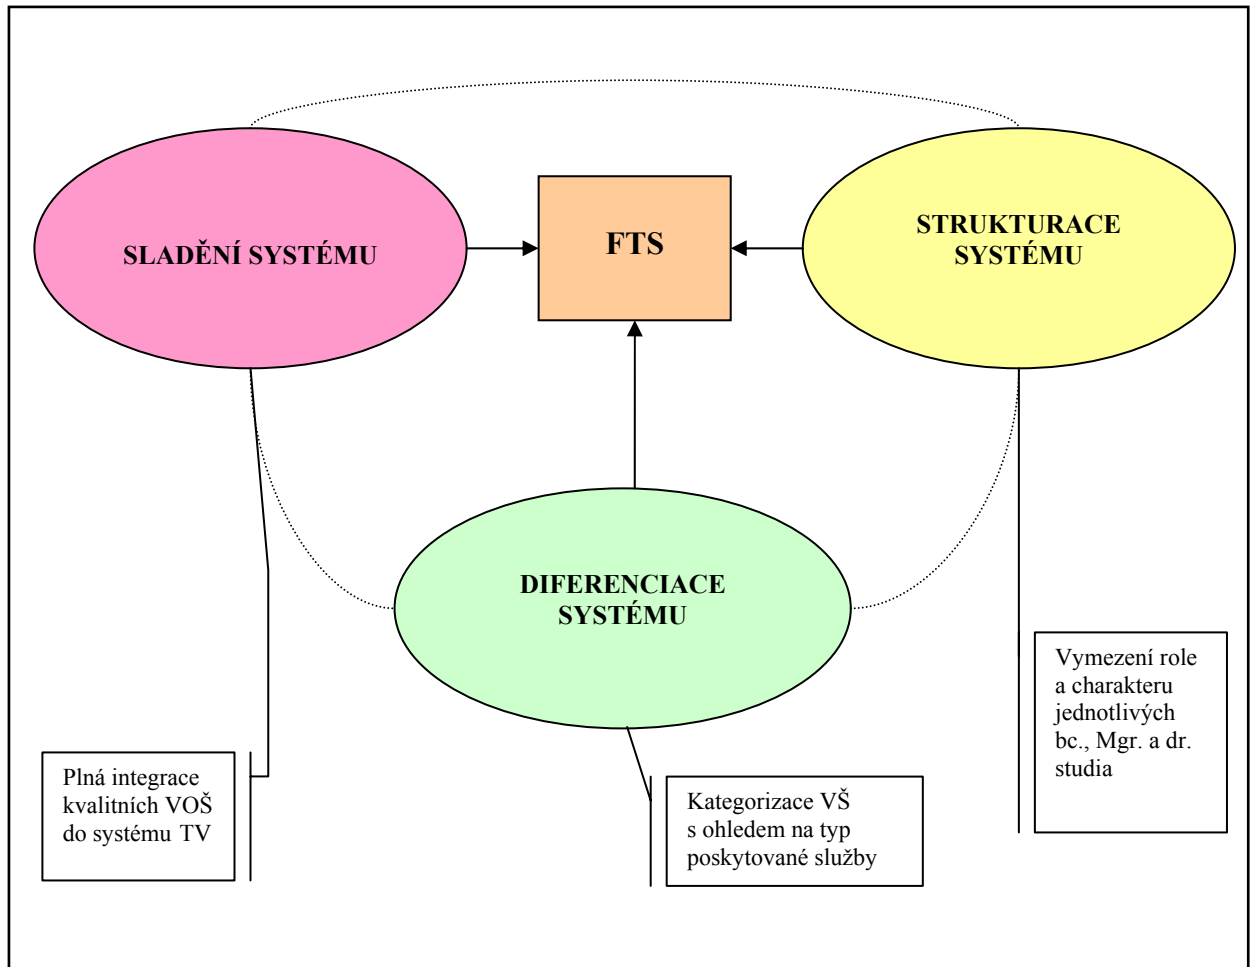 SLADĚNÍ SYSTÉMU
FTS
STRUKTURACE
SYSTÉMU
DIFERENCIACE
SYSTÉMU
Plná integrace
kvalitních VOŠ
do systému TV
Kategorizace VŠ
s ohledem na typ
poskytované služby
Vymezení role
a charakteru
jednotlivých
bc., Mgr. a dr.
studia